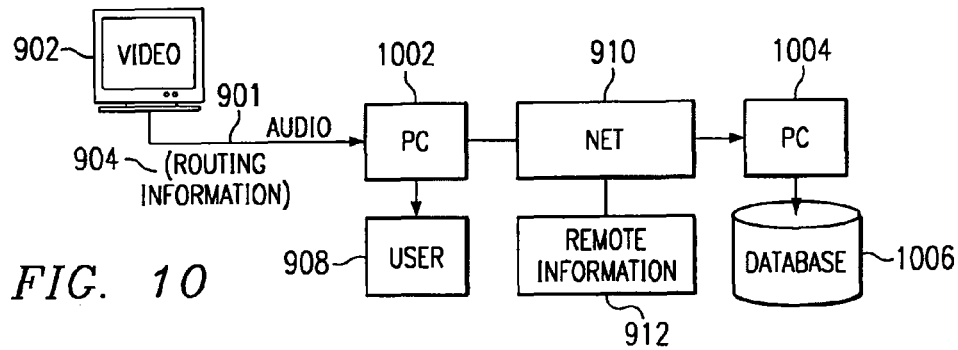 902
VIDEO
901
AUDIO
904
(ROUTING
INFORMATION)
1002
PC
910
NET
1004
PC
908
USER
REMOTE
INFORMATION
912
DATABASE
1006
FIG. 10